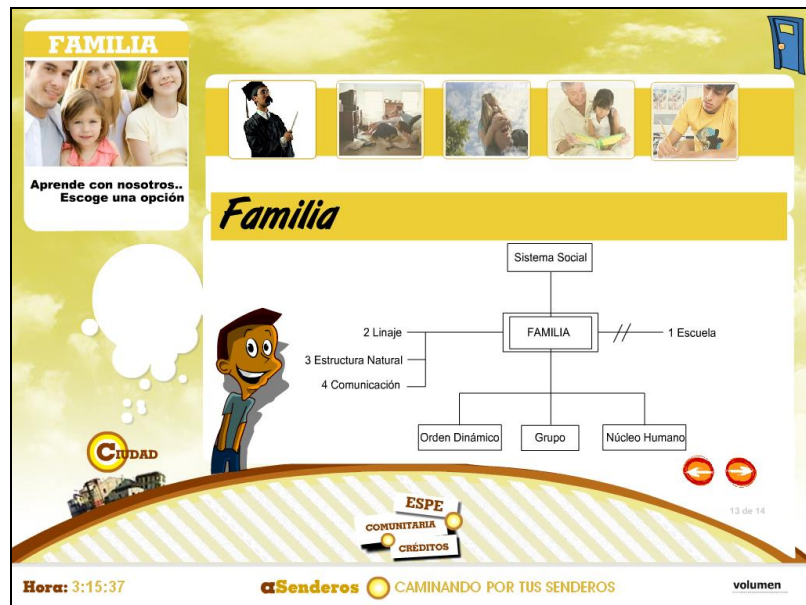 FAMILIA
Aprende con nosotros..
Escoge una opción
Familia
Sistema Social
2 Linaje
FAMILIA
1 Escuela
3 Estructura Natural
4 Comunicación
Orden Dinámico
Grupo
Núcleo Humano
CIUDAD
13 de 14
ESPE
COMUNITARIA
CRÉDITOS
Hora: 3:15:37
αSenderos
CAMINANDO POR TUS SENDEROS
volumen